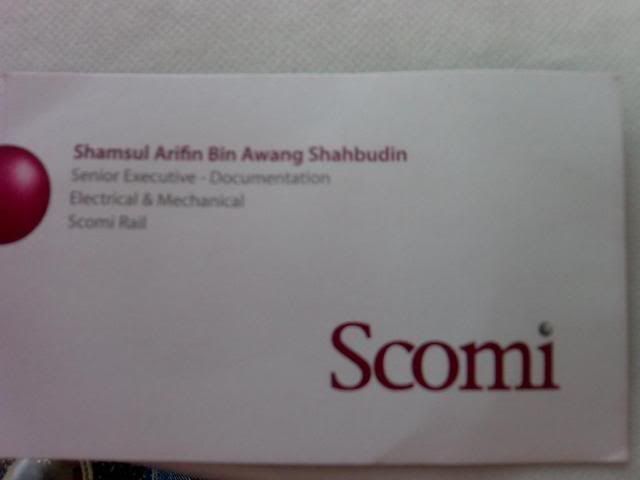 Shamsul Arifin Bin Awang Shahbudin
Senior Executive - Documentation
Electrical & Mechanical
Scomi Rail
Scomi